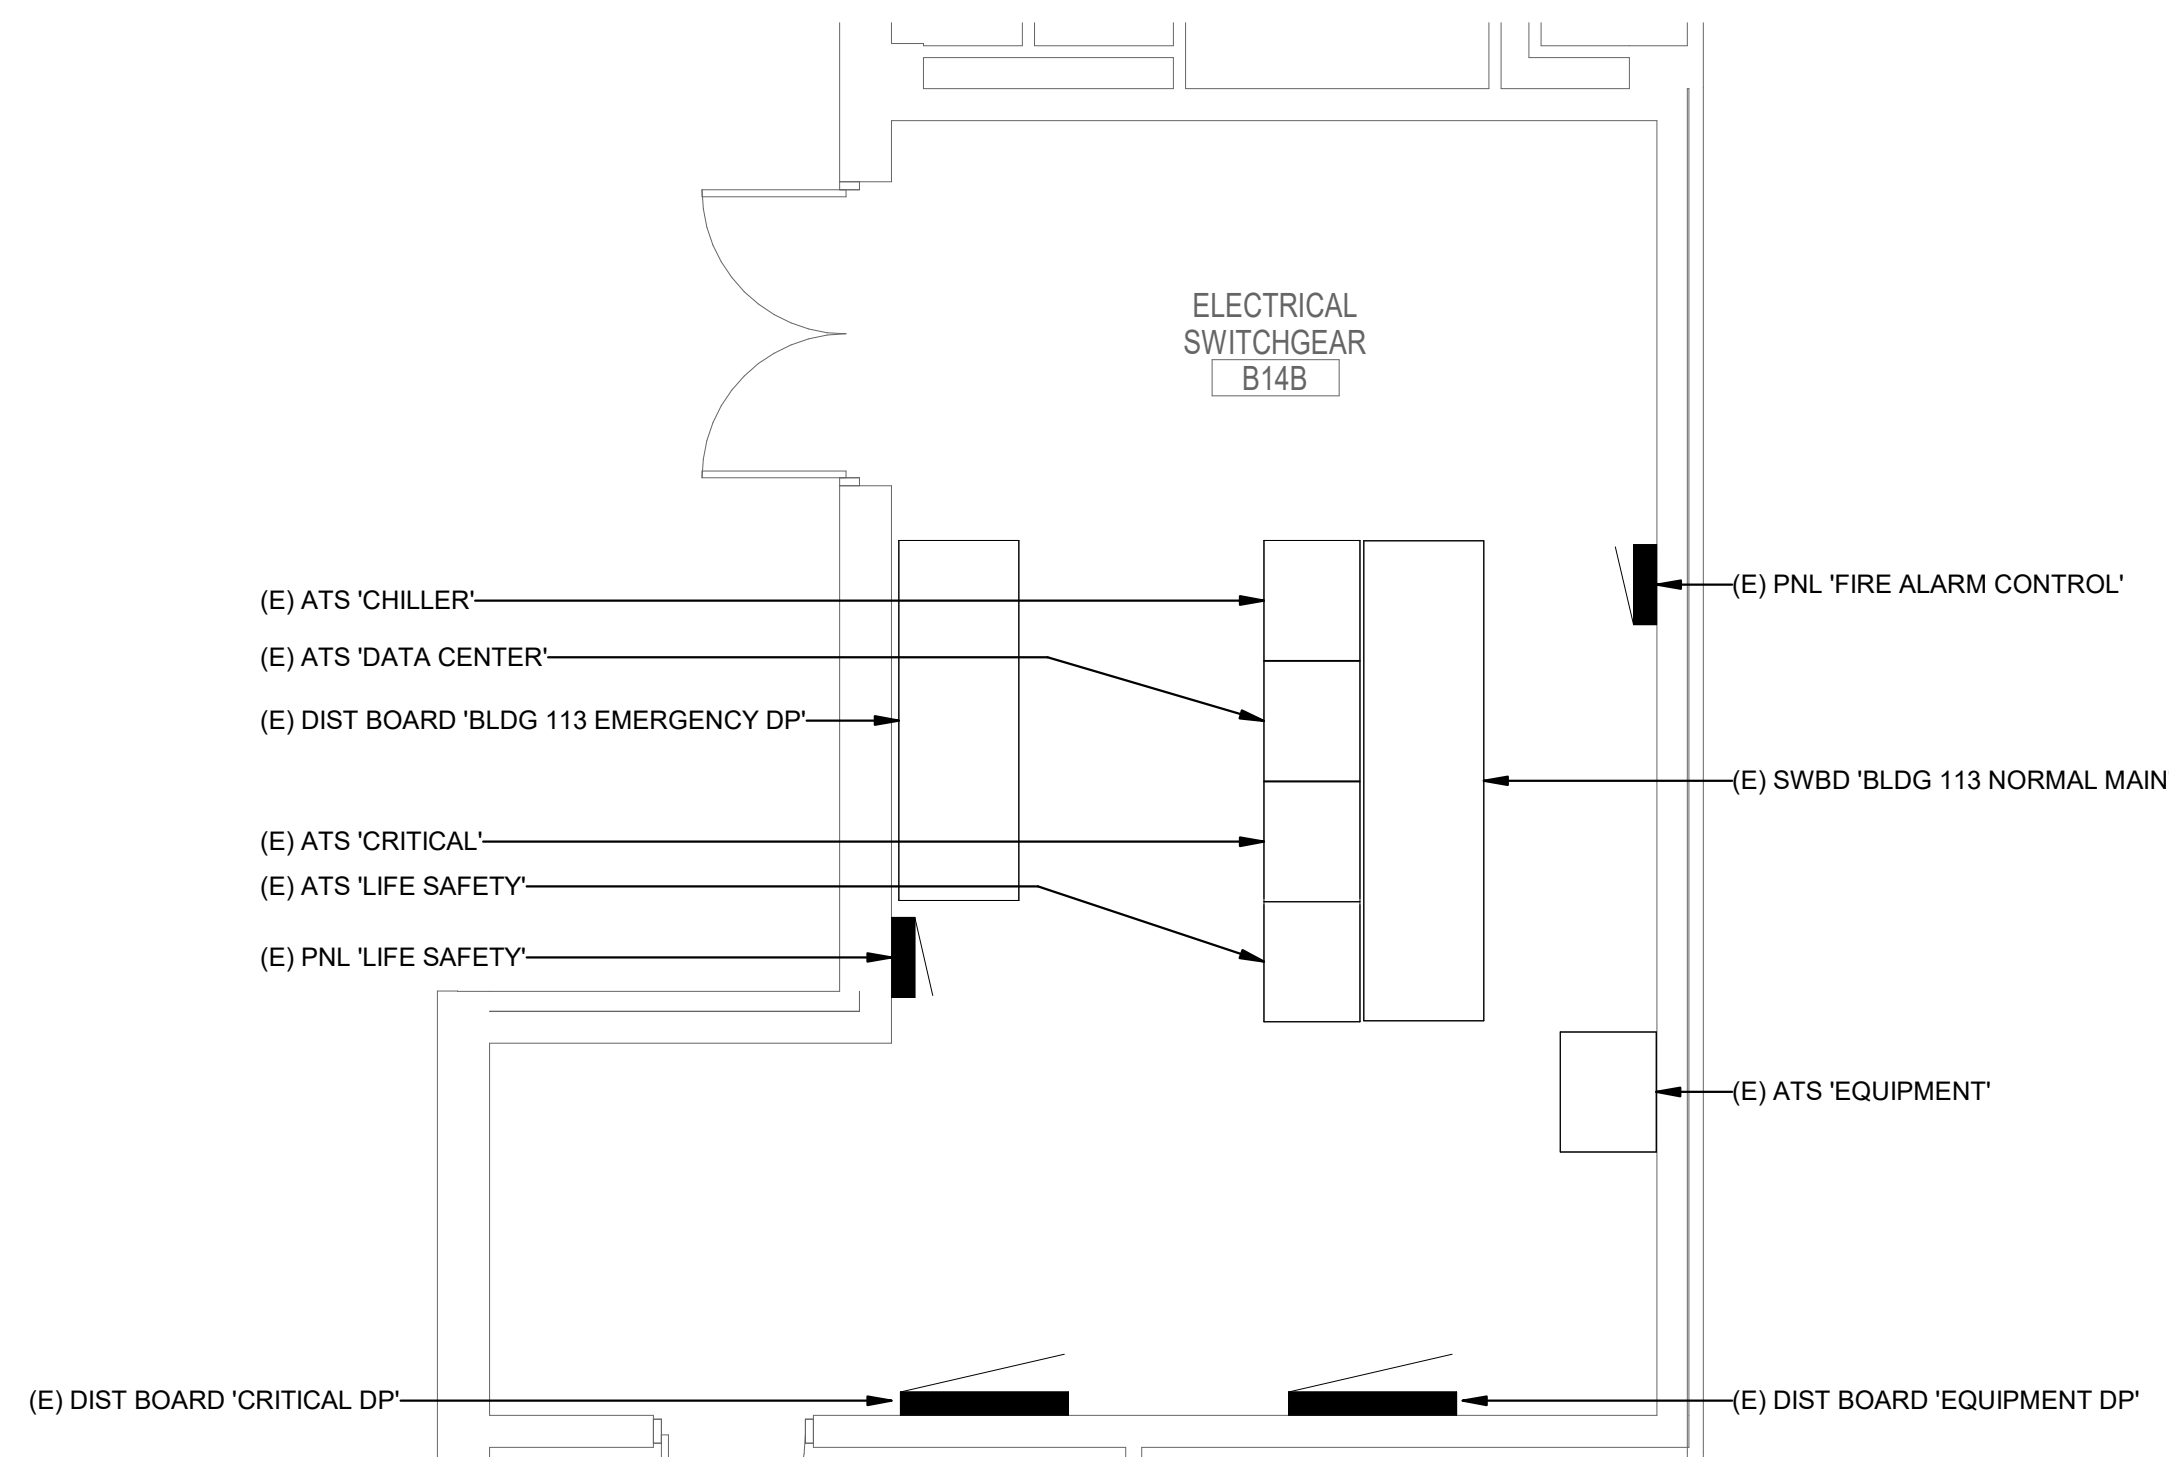 ELECTRICAL
SWITCHGEAR
B14B
(E) ATS 'CHILLER'
(E) PNL 'FIRE ALARM CONTROL'
(E) ATS 'DATA CENTER'
(E) DIST BOARD 'BLDG 113 EMERGENCY DP'
(E) SWBD 'BLDG 113 NORMAL MAIN
(E) ATS 'CRITICAL'
(E) ATS 'LIFE SAFETY'
(E) PNL 'LIFE SAFETY'
(E) ATS 'EQUIPMENT'
(E) DIST BOARD 'CRITICAL DP'
(E) DIST BOARD 'EQUIPMENT DP'